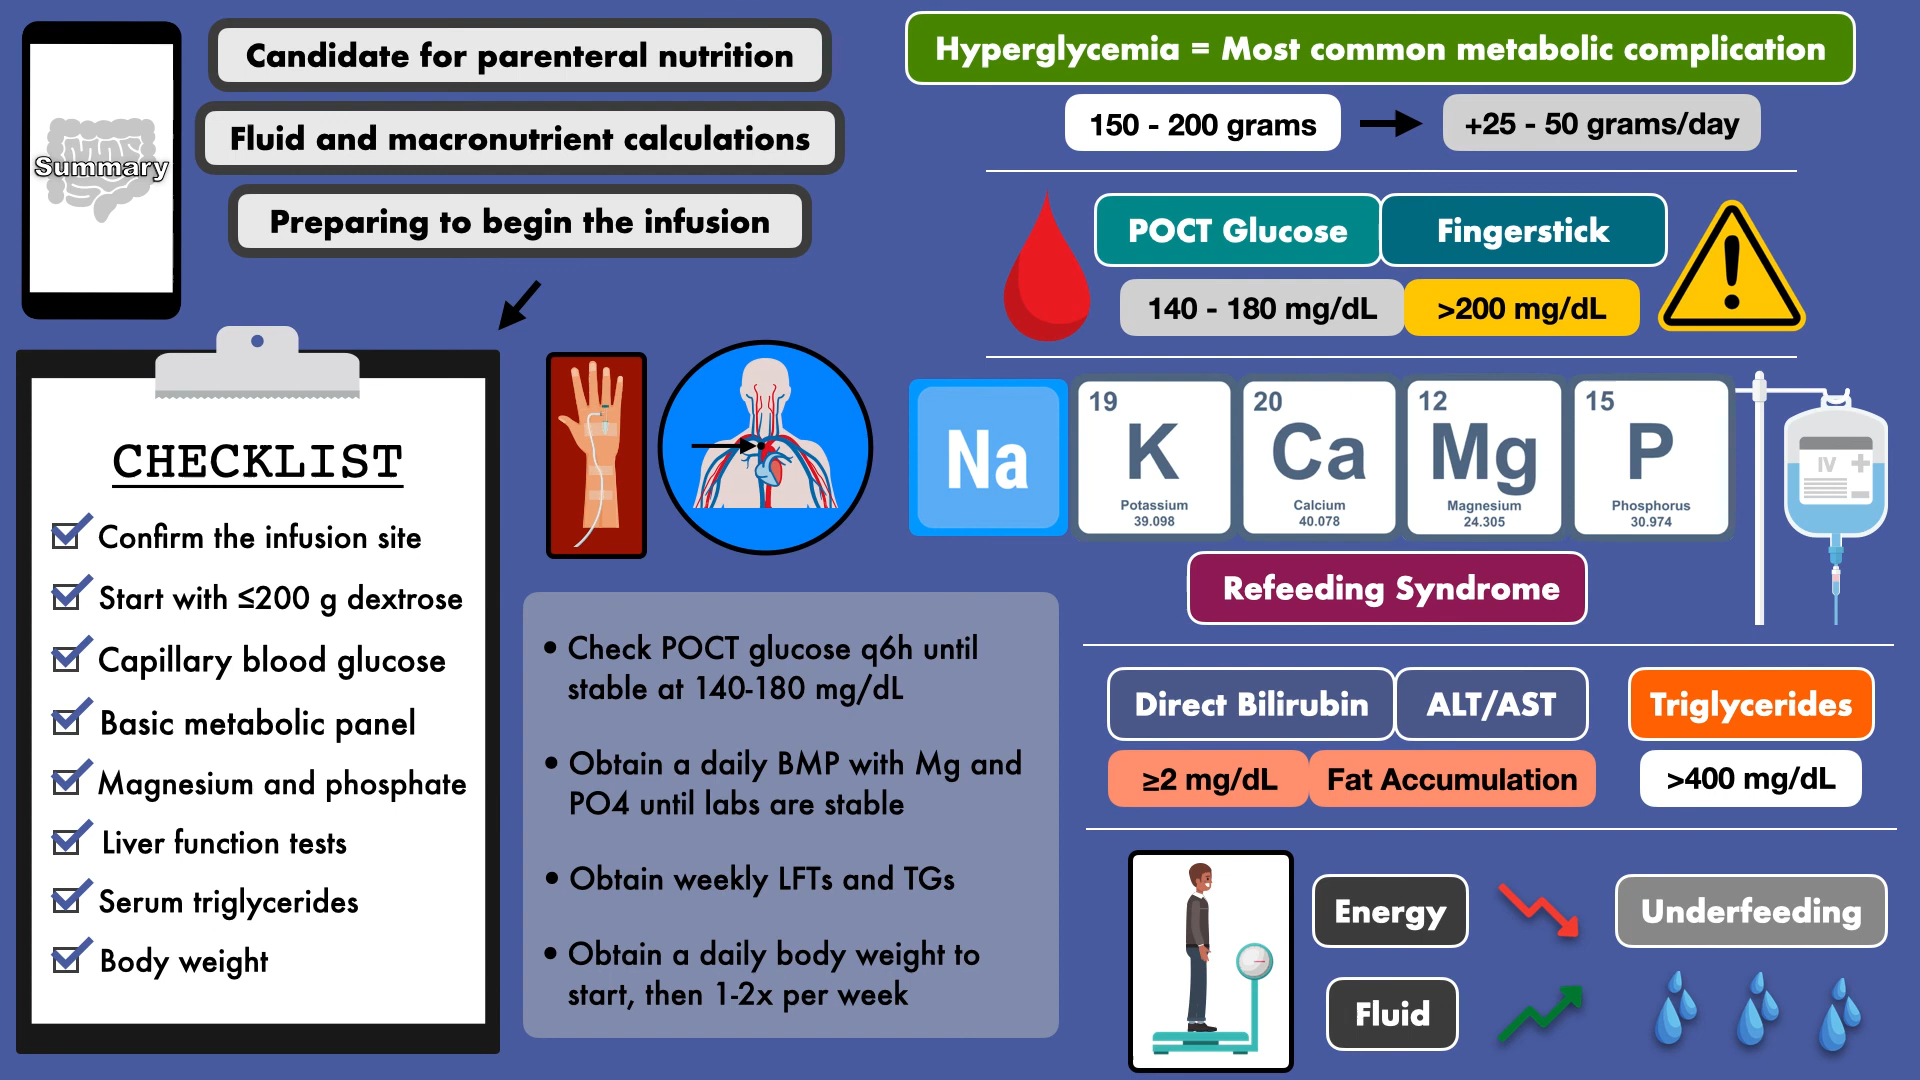 Summary
Candidate for parenteral nutrition
Fluid and macronutrient calculations
Preparing to begin the infusion
CHECKLIST
Confirm the infusion site
Start with ≤200 g dextrose
Capillary blood glucose
Basic metabolic panel
Magnesium and phosphate
Liver function tests
Serum triglycerides
Body weight
• Check POCT glucose q6h until
stable at 140-180 mg/dL
• Obtain a daily BMP with Mg and
PO4 until labs are stable
• Obtain weekly LFTs and TGs
• Obtain a daily body weight to
start, then 1-2x per week
Hyperglycemia = Most common metabolic complication
150 - 200 grams
+25 - 50 grams/day
POCT Glucose
Fingerstick
140 - 180 mg/dL
>200 mg/dL
Na
19
K
Potassium
39.098
20
Ca
Calcium
40.078
12
Mg
Magnesium
24.305
15
P
Phosphorus
30.974
IV
Refeeding Syndrome
Direct Bilirubin
ALT/AST
Triglycerides
≥2 mg/dL
Fat Accumulation
>400 mg/dL
Energy
Underfeeding
Fluid